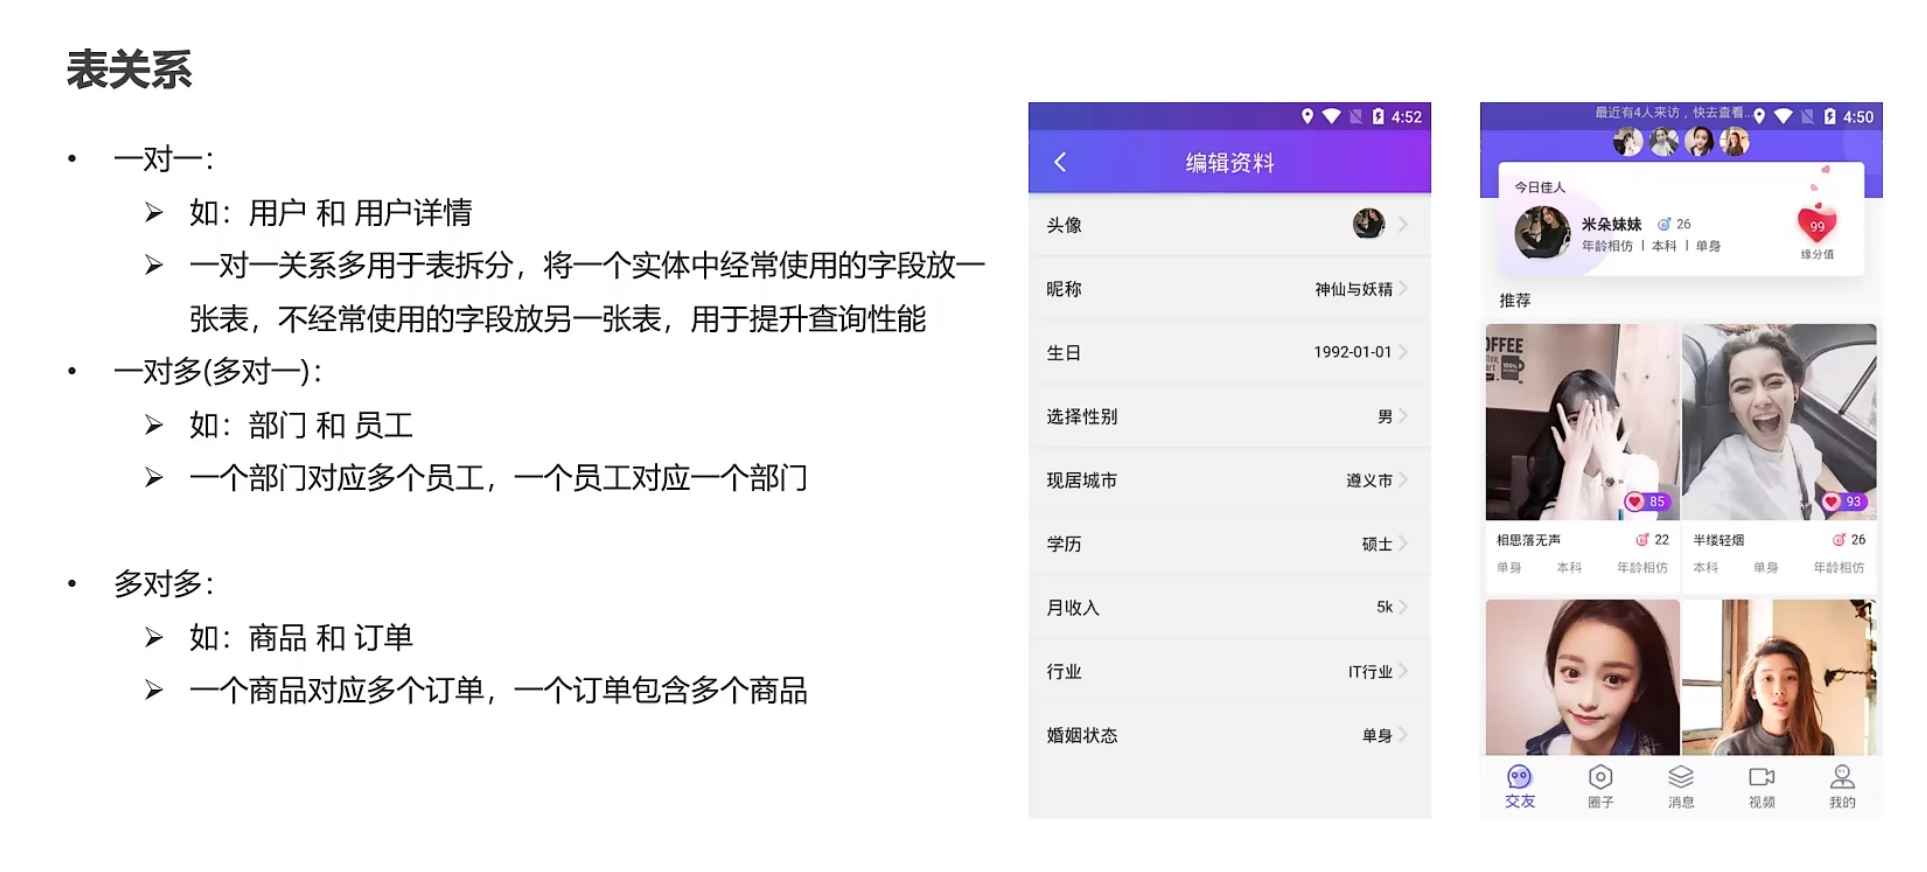 表关系
• 一对一：
➢ 如：用户 和 用户详情
➢ 一对一关系多用于表拆分，将一个实体中经常使用的字段放一
张表，不经常使用的字段放另一张表，用于提升查询性能
• 一对多(多对一)：
➢ 如：部门 和 员工
➢ 一个部门对应多个员工，一个员工对应一个部门
• 多对多：
➢ 如：商品 和 订单
➢ 一个商品对应多个订单，一个订单包含多个商品
4:52
编辑资料
头像
昵称 神仙与妖精
生日 1992-01-01
选择性别 男
现居城市 遵义市
学历 硕士
月收入 5k
行业 IT行业
婚姻状态 单身
最近有4人来访，快去查看... 4:50
今日佳人
米朵妹妹 26
年龄相仿 | 本科 | 单身
99
缘分值
推荐
OFFEE
85
93
相思落无声 22
单身 本科 年龄相仿
半缕轻烟 26
本科 单身 年龄相仿
交友 圈子 消息 视频 我的